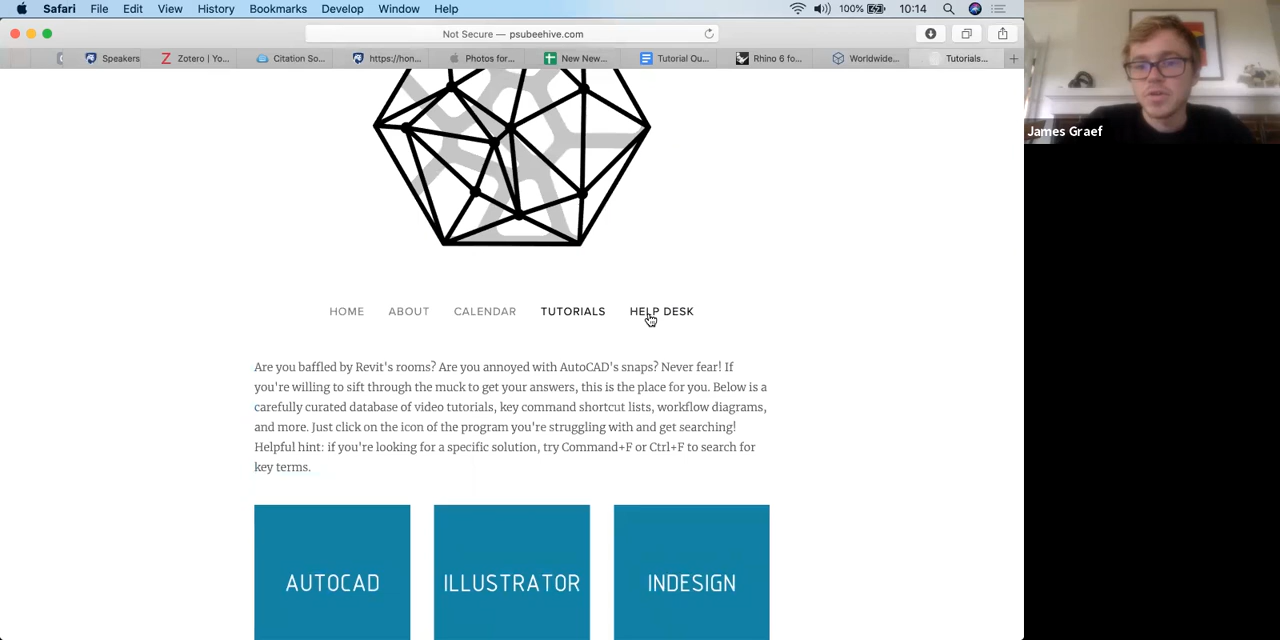 Safari File Edit View History Bookmarks Develop Window Help 100% 10:14
Not Secure — psubeehive.com
Speakers Zotero | Yo... Citation So... https://hon... Photos for... New New... Tutorial Ou... Rhino 6 fo... Worldwide... Tutorials...
James Graef
HOME ABOUT CALENDAR TUTORIALS HELP DESK
Are you baffled by Revit's rooms? Are you annoyed with AutoCAD's snaps? Never fear! If
you're willing to sift through the muck to get your answers, this is the place for you. Below is a
carefully curated database of video tutorials, key command shortcut lists, workflow diagrams,
and more. Just click on the icon of the program you're struggling with and get searching!
Helpful hint: if you're looking for a specific solution, try Command+F or Ctrl+F to search for
key terms.
AUTOCAD ILLUSTRATOR INDESIGN